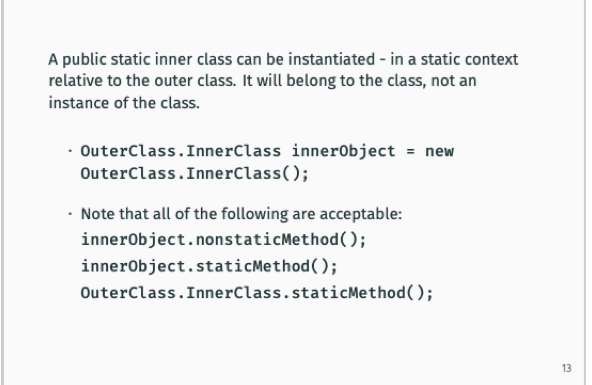 A public static inner class can be instantiated - in a static context
relative to the outer class. It will belong to the class, not an
instance of the class.
· OuterClass.InnerClass innerObject = new
OuterClass.InnerClass();
· Note that all of the following are acceptable:
innerObject.nonstaticMethod();
innerObject.staticMethod();
OuterClass.InnerClass.staticMethod();
13